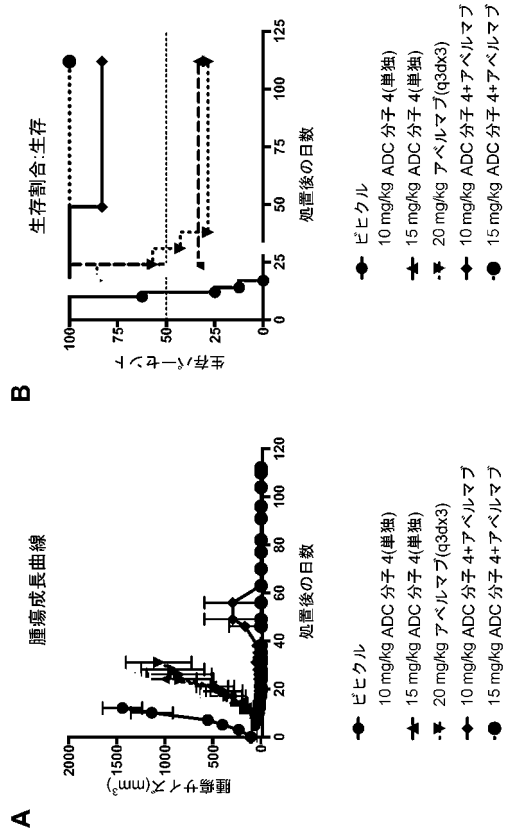 A
腫瘍成長曲線
腫瘍サイズ(mm³)
2000
1500
1000
500
0
0 20 40 60 80 100 120
処置後の日数
ビヒクル
10 mg/kg ADC 分子 4(単独)
15 mg/kg ADC 分子 4(単独)
20 mg/kg アベルマブ(q3dx3)
10 mg/kg ADC 分子 4+アベルマブ
15 mg/kg ADC 分子 4+アベルマブ
B
生存割合:生存
生存パーセント
100
75
50
25
0
0 25 50 75 100 125
処置後の日数
ビヒクル
10 mg/kg ADC 分子 4(単独)
15 mg/kg ADC 分子 4(単独)
20 mg/kg アベルマブ(q3dx3)
10 mg/kg ADC 分子 4+アベルマブ
15 mg/kg ADC 分子 4+アベルマブ